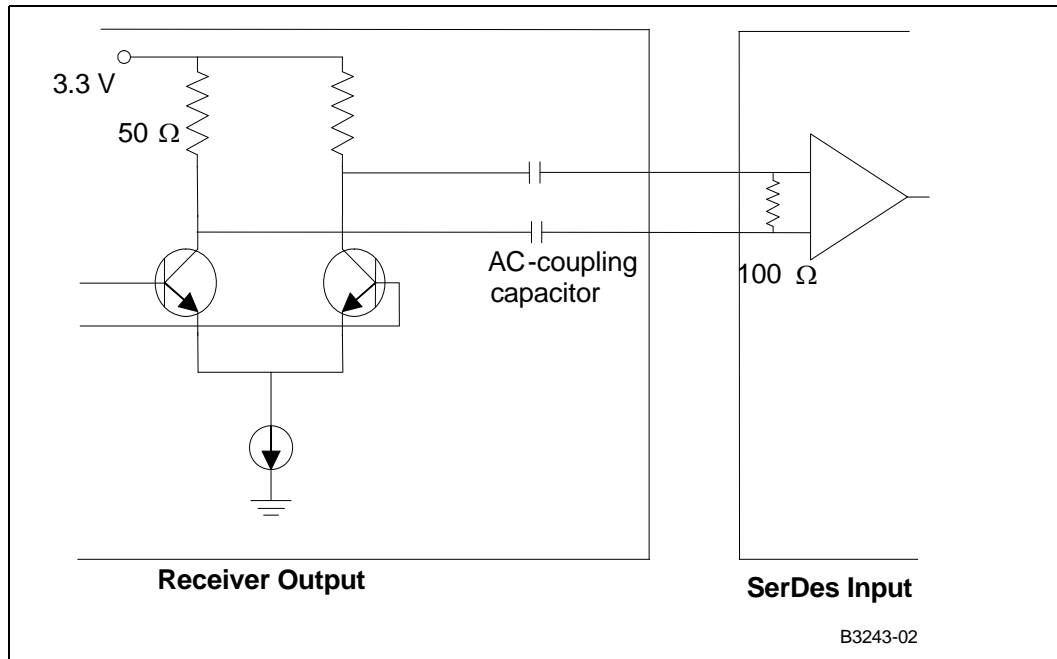 3.3 V
50 Ω
AC-coupling
capacitor
100 Ω
Receiver Output
SerDes Input
B3243-02